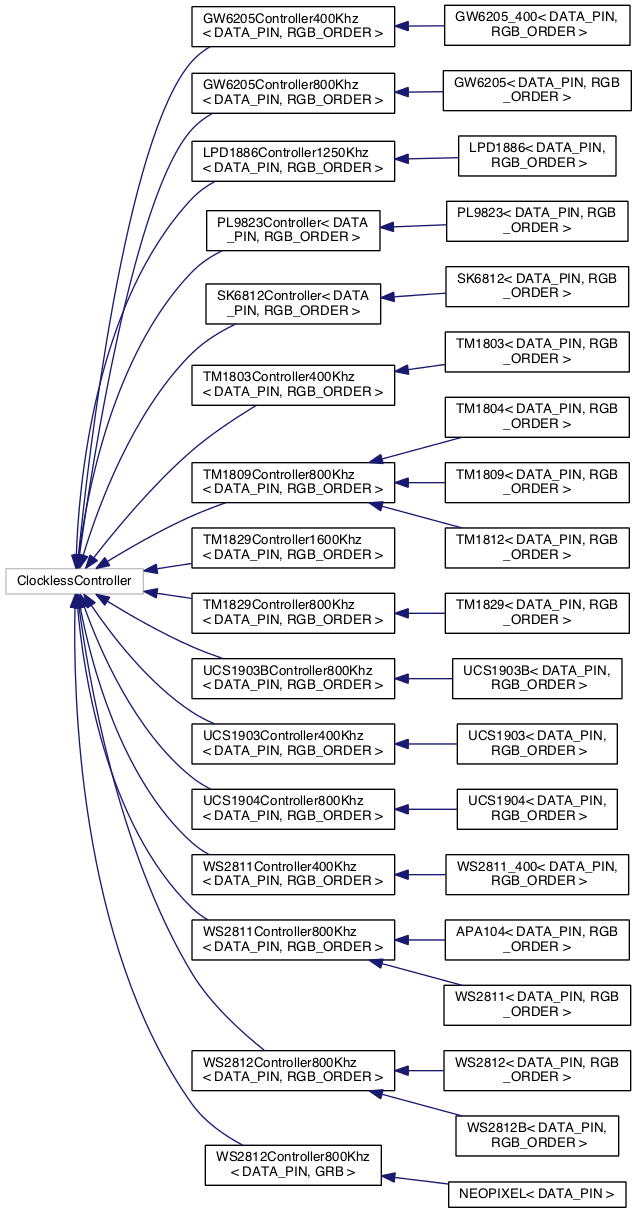 GW6205Controller400Khz
< DATA_PIN, RGB_ORDER >
GW6205_400< DATA_PIN,
RGB_ORDER >
GW6205Controller800Khz
< DATA_PIN, RGB_ORDER >
GW6205< DATA_PIN, RGB
_ORDER >
LPD1886Controller1250Khz
< DATA_PIN, RGB_ORDER >
LPD1886< DATA_PIN,
RGB_ORDER >
PL9823Controller< DATA
_PIN, RGB_ORDER >
PL9823< DATA_PIN, RGB
_ORDER >
SK6812Controller< DATA
_PIN, RGB_ORDER >
SK6812< DATA_PIN, RGB
_ORDER >
TM1803Controller400Khz
< DATA_PIN, RGB_ORDER >
TM1803< DATA_PIN, RGB
_ORDER >
TM1804< DATA_PIN, RGB
_ORDER >
TM1809Controller800Khz
< DATA_PIN, RGB_ORDER >
TM1809< DATA_PIN, RGB
_ORDER >
TM1829Controller1600Khz
< DATA_PIN, RGB_ORDER >
TM1812< DATA_PIN, RGB
_ORDER >
ClocklessController
TM1829Controller800Khz
< DATA_PIN, RGB_ORDER >
TM1829< DATA_PIN, RGB
_ORDER >
UCS1903BController800Khz
< DATA_PIN, RGB_ORDER >
UCS1903B< DATA_PIN,
RGB_ORDER >
UCS1903Controller400Khz
< DATA_PIN, RGB_ORDER >
UCS1903< DATA_PIN,
RGB_ORDER >
UCS1904Controller800Khz
< DATA_PIN, RGB_ORDER >
UCS1904< DATA_PIN,
RGB_ORDER >
WS2811Controller400Khz
< DATA_PIN, RGB_ORDER >
WS2811_400< DATA_PIN,
RGB_ORDER >
WS2811Controller800Khz
< DATA_PIN, RGB_ORDER >
APA104< DATA_PIN, RGB
_ORDER >
WS2811< DATA_PIN, RGB
_ORDER >
WS2812Controller800Khz
< DATA_PIN, RGB_ORDER >
WS2812< DATA_PIN, RGB
_ORDER >
WS2812B< DATA_PIN,
RGB_ORDER >
WS2812Controller800Khz
< DATA_PIN, GRB >
NEOPIXEL< DATA_PIN >